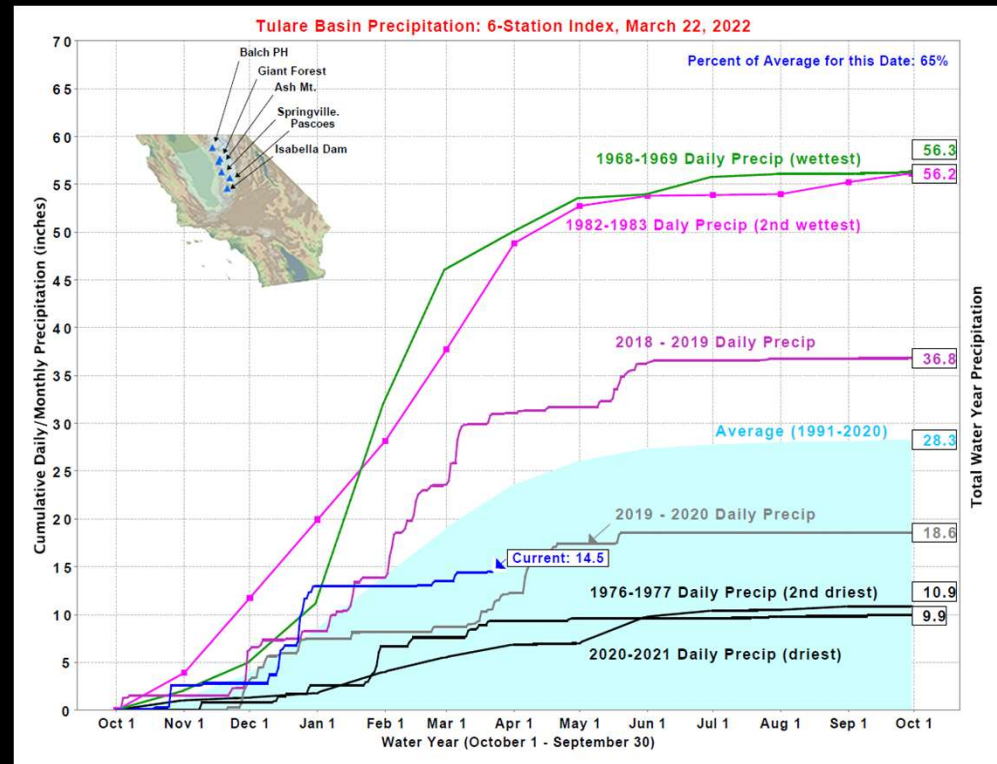 Tulare Basin Precipitation: 6-Station Index, March 22, 2022
Percent of Average for this Date: 65%
Balch PH
Giant Forest
Ash Mt.
Springville.
Pascoes
Isabella Dam
Cumulative Daily/Monthly Precipitation (inches)
70
65
60
55
50
45
40
35
30
25
20
15
10
5
0
1968-1969 Daily Precip (wettest)
56.3
56.2
1982-1983 Daly Precip (2nd wettest)
2018 - 2019 Daily Precip
36.8
Average (1991-2020)
28.3
2019 - 2020 Daily Precip
18.6
Current: 14.5
1976-1977 Daily Precip (2nd driest)
10.9
9.9
2020-2021 Daily Precip (driest)
Total Water Year Precipitation
Oct 1 Nov 1 Dec 1 Jan 1 Feb 1 Mar 1 Apr 1 May 1 Jun 1 Jul 1 Aug 1 Sep 1 Oct 1
Water Year (October 1 - September 30)